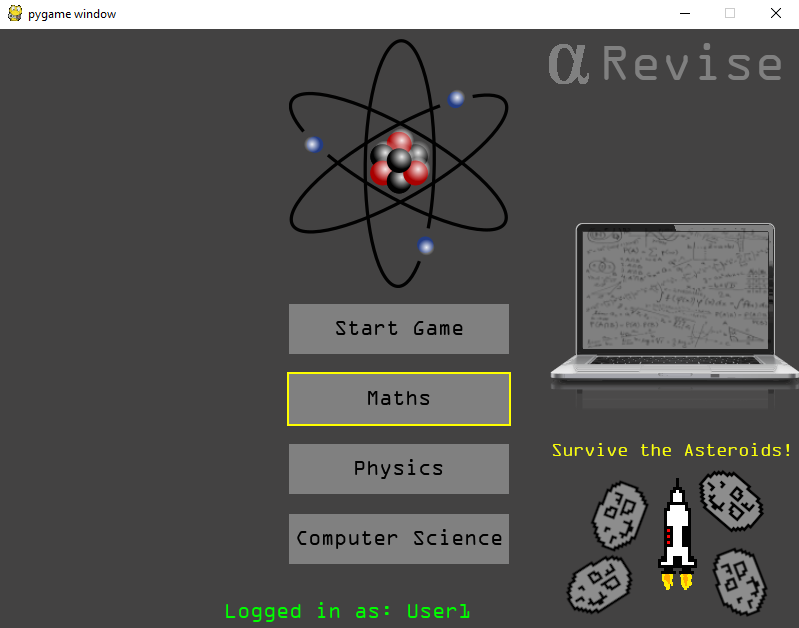 pygame window
αRevise
Start Game
Maths
Physics
Computer Science
Survive the Asteroids!
Logged in as: User1